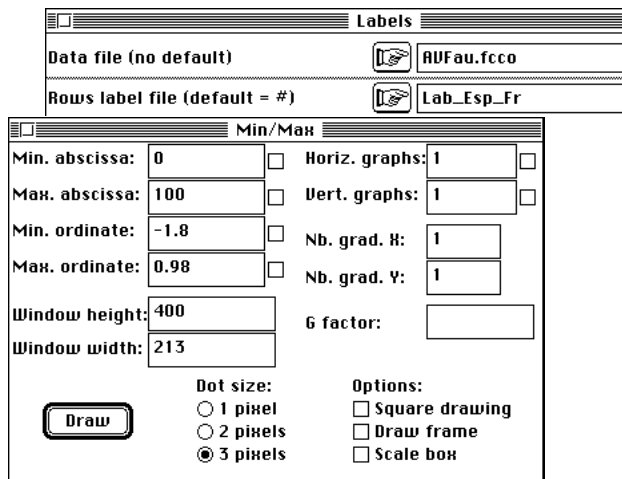 Labels
Data file (no default) AVFau.fcco
Rows label file (default = #) Lab_Esp_Fr
Min/Max
Min. abscissa: 0 Horiz. graphs: 1
Max. abscissa: 100 Vert. graphs: 1
Min. ordinate: -1.8 Nb. grad. X: 1
Max. ordinate: 0.98 Nb. grad. Y: 1
Window height: 400 G factor:
Window width: 213
Dot size: Options:
Draw 1 pixel Square drawing
2 pixels Draw frame
3 pixels Scale box